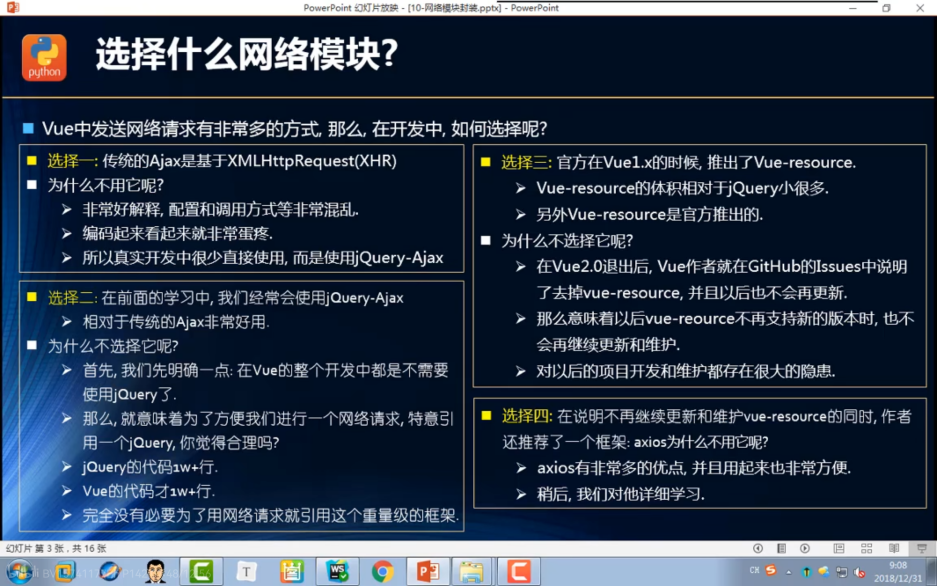 PowerPoint 幻灯片放映 - [10-网络模块封装.pptx] - PowerPoint
python
选择什么网络模块?
Vue中发送网络请求有非常多的方式, 那么, 在开发中, 如何选择呢?
选择一: 传统的Ajax是基于XMLHttpRequest(XHR)
为什么不用它呢?
非常好解释, 配置和调用方式等非常混乱.
编码起来看起来就非常蛋疼.
所以真实开发中很少直接使用, 而是使用jQuery-Ajax
选择二: 在前面的学习中, 我们经常会使用jQuery-Ajax
相对于传统的Ajax非常好用.
为什么不选择它呢?
首先, 我们先明确一点: 在Vue的整个开发中都是不需要
使用jQuery了.
那么, 就意味着为了方便我们进行一个网络请求, 特意引
用一个jQuery, 你觉得合理吗?
jQuery的代码1w+行.
Vue的代码才1w+行.
完全没有必要为了用网络请求就引用这个重量级的框架.
选择三: 官方在Vue1.x的时候, 推出了Vue-resource.
Vue-resource的体积相对于jQuery小很多.
另外Vue-resource是官方推出的.
为什么不选择它呢?
在Vue2.0退出后, Vue作者就在GitHub的Issues中说明
了去掉vue-resource, 并且以后也不会再更新.
那么意味着以后vue-reource不再支持新的版本时, 也不
会再继续更新和维护.
对以后的项目开发和维护都存在很大的隐患.
选择四: 在说明不再继续更新和维护vue-resource的同时, 作者
还推荐了一个框架: axios为什么不用它呢?
axios有非常多的优点, 并且用起来也非常方便.
稍后, 我们对他详细学习.
幻灯片 第 3 张 , 共 16 张
T
WS
CH
9:08
2018/12/31